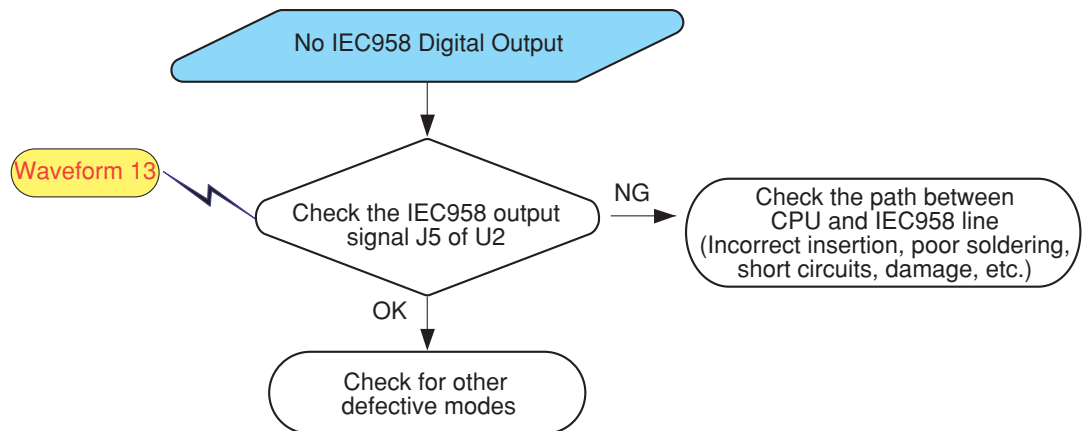 No IEC958 Digital Output
Waveform 13
Check the IEC958 output
signal J5 of U2
NG
Check the path between
CPU and IEC958 line
(Incorrect insertion, poor soldering,
short circuits, damage, etc.)
OK
Check for other
defective modes